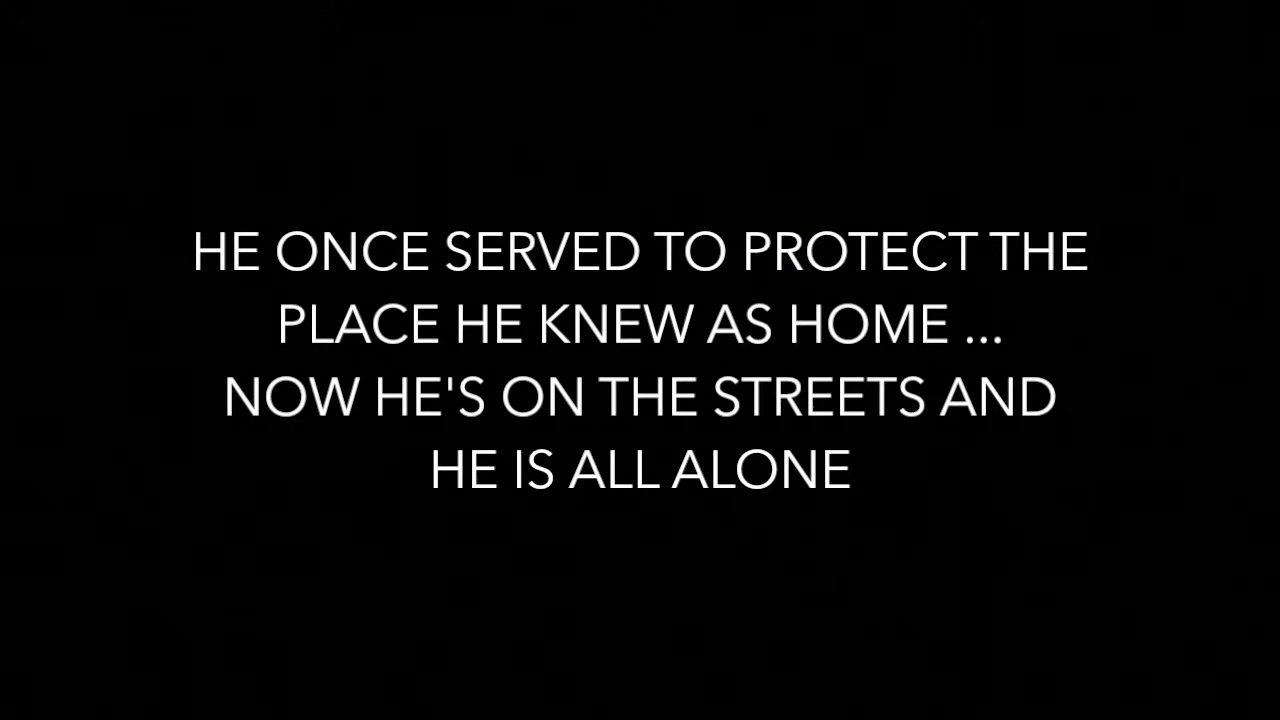 HE ONCE SERVED TO PROTECT THE
PLACE HE KNEW AS HOME ...
NOW HE'S ON THE STREETS AND
HE IS ALL ALONE